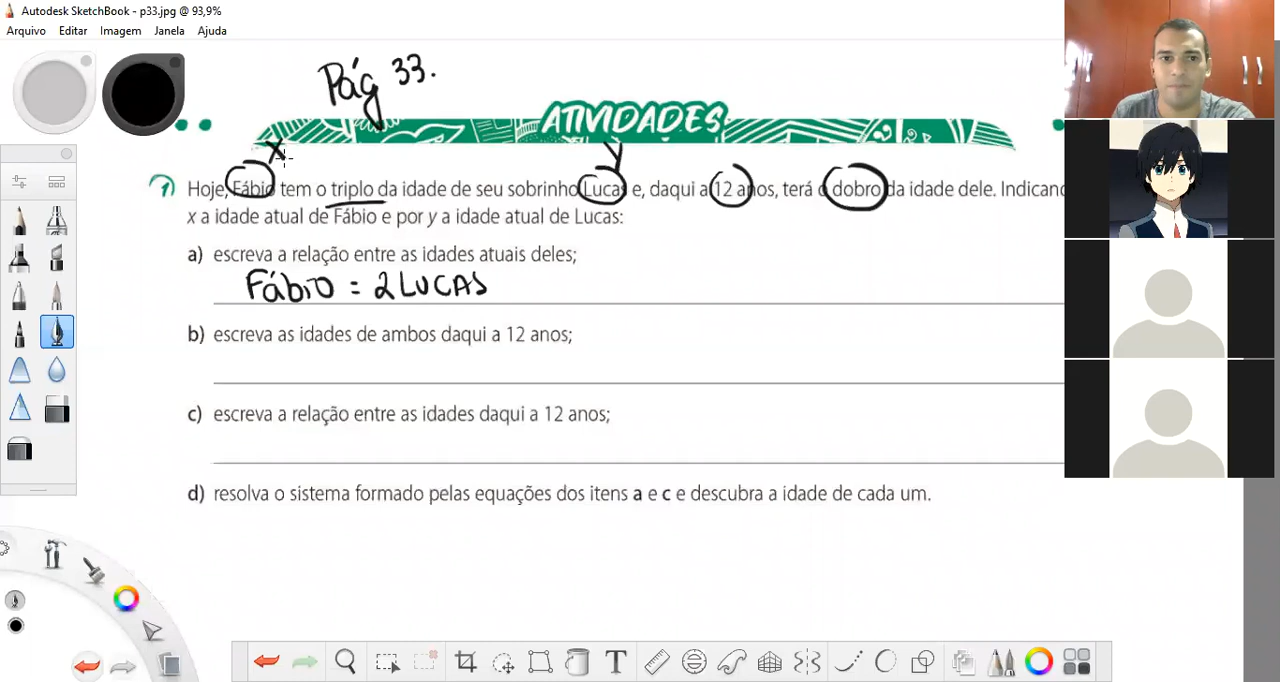 Autodesk SketchBook - p33.jpg @ 93,9%
Arquivo Editar Imagem Janela Ajuda
Pág 33.
ATIVIDADES
x
y
1 Hoje, Fábio tem o triplo da idade de seu sobrinho Lucas e, daqui a 12 anos, terá o dobro da idade dele. Indicand
x a idade atual de Fábio e por y a idade atual de Lucas:
a) escreva a relação entre as idades atuais deles;
FÁBIO = 2 LUCAS
b) escreva as idades de ambos daqui a 12 anos;
c) escreva a relação entre as idades daqui a 12 anos;
d) resolva o sistema formado pelas equações dos itens a e c e descubra a idade de cada um.
T